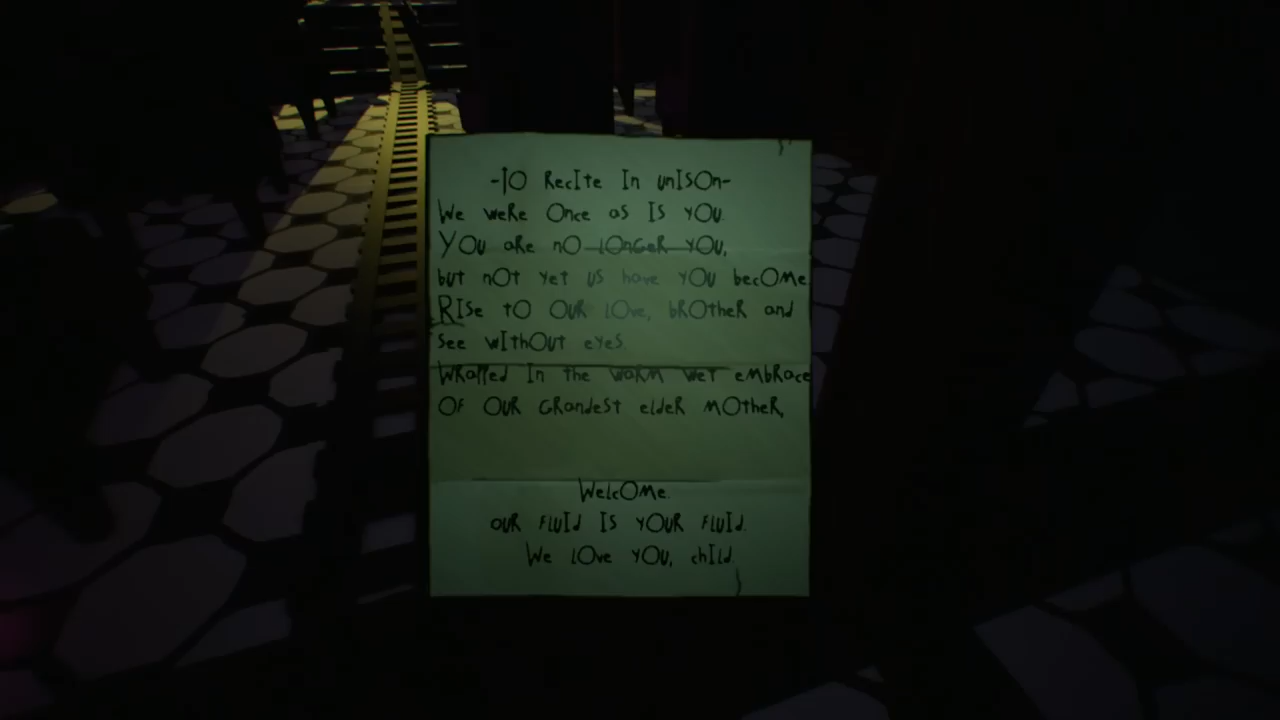 -TO RecITe In unISOn-
We weRe Once as IS YOU.
YOU aRe nO LOnGeR YOU,
but nOt yet us have YOU becOMe.
RISe tO OUR LOve, bROtheR and
see wIthOUt eyes.
WRapped In the waRM weT eMbRace
OF OUR GRandesT eldeR MOtheR,
WelcOMe.
OUR FLUId IS YOUR FLUId.
We LOve YOU, chILd.